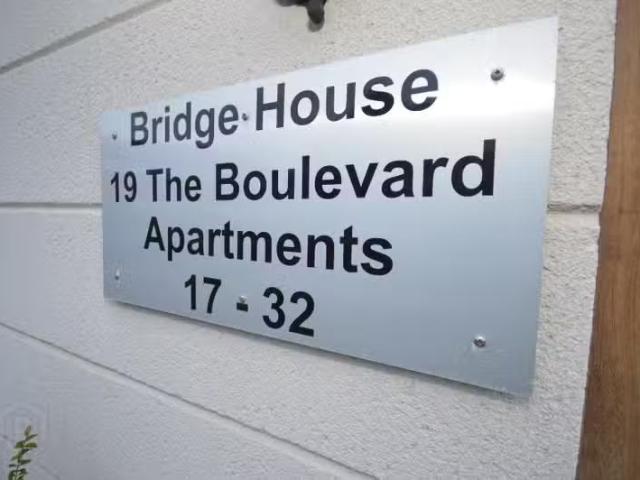 Bridge House
19 The Boulevard
Apartments
17 - 32